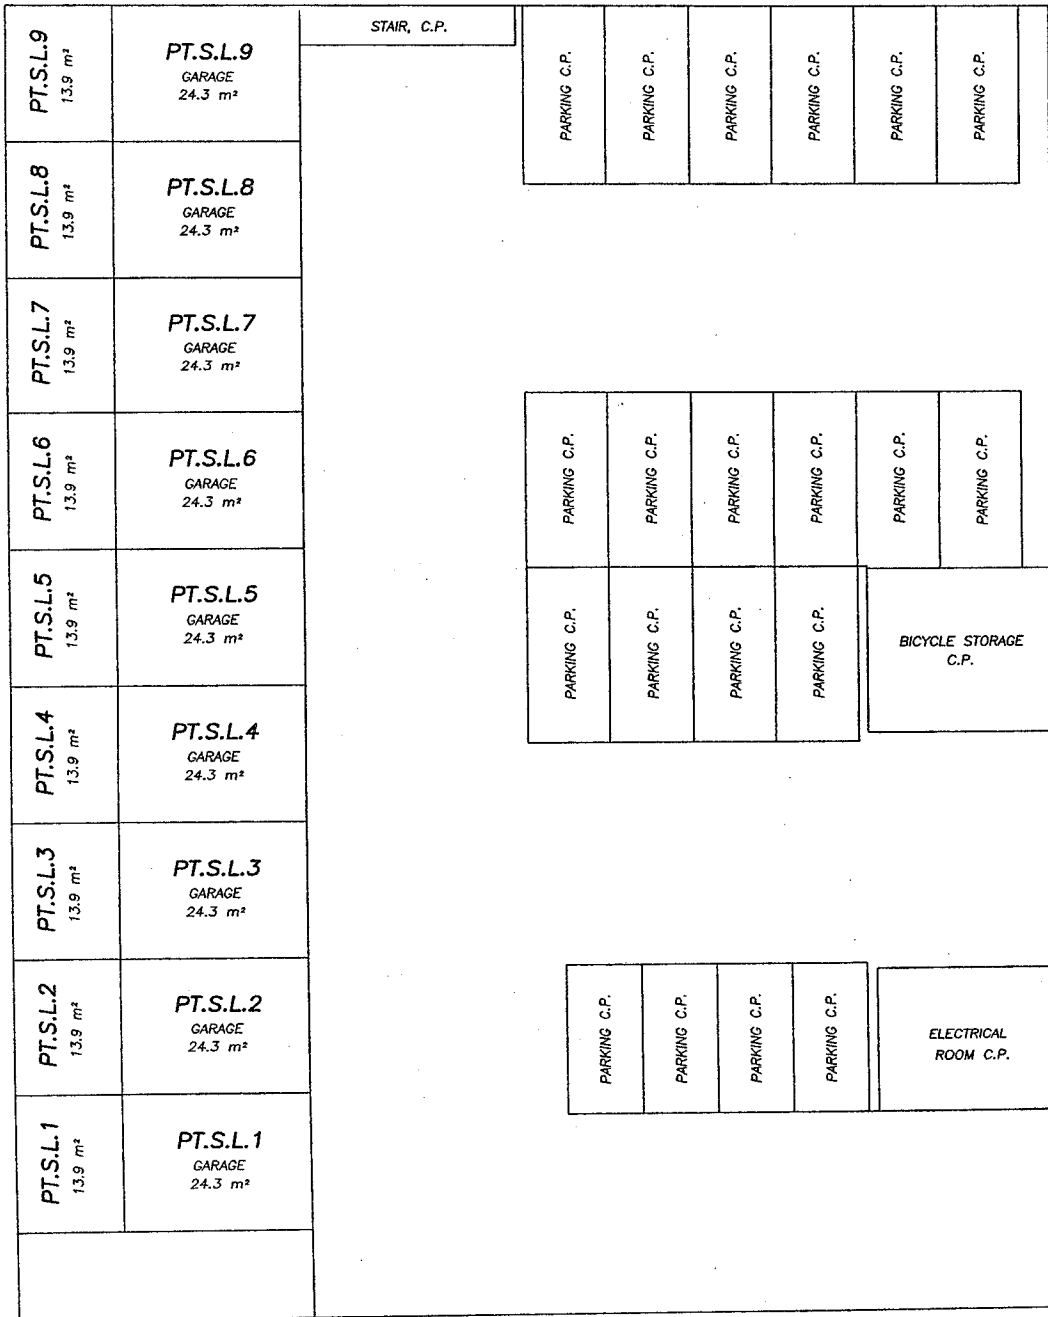 PT.S.L.9
13.9 m²
PT.S.L.9
GARAGE
24.3 m²
STAIR, C.P.
PARKING C.P.
PARKING C.P.
PARKING C.P.
PARKING C.P.
PARKING C.P.
PARKING C.P.
PT.S.L.8
13.9 m²
PT.S.L.8
GARAGE
24.3 m²
PT.S.L.7
13.9 m²
PT.S.L.7
GARAGE
24.3 m²
PT.S.L.6
13.9 m²
PT.S.L.6
GARAGE
24.3 m²
PARKING C.P.
PARKING C.P.
PARKING C.P.
PARKING C.P.
PARKING C.P.
PARKING C.P.
PT.S.L.5
13.9 m²
PT.S.L.5
GARAGE
24.3 m²
PARKING C.P.
PARKING C.P.
PARKING C.P.
PARKING C.P.
BICYCLE STORAGE
C.P.
PT.S.L.4
13.9 m²
PT.S.L.4
GARAGE
24.3 m²
PT.S.L.3
13.9 m²
PT.S.L.3
GARAGE
24.3 m²
PT.S.L.2
13.9 m²
PT.S.L.2
GARAGE
24.3 m²
PARKING C.P.
PARKING C.P.
PARKING C.P.
PARKING C.P.
ELECTRICAL
ROOM C.P.
PT.S.L.1
13.9 m²
PT.S.L.1
GARAGE
24.3 m²